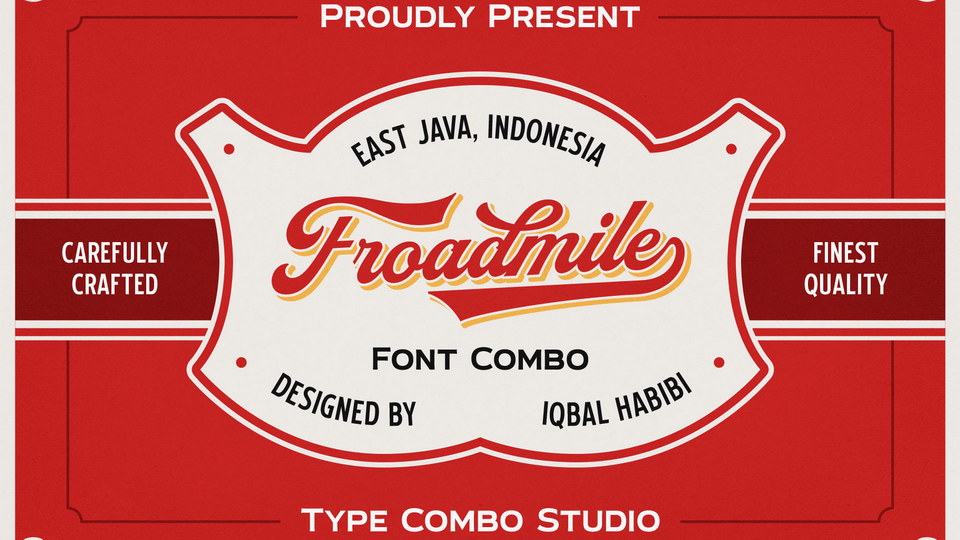 PROUDLY PRESENT
EAST JAVA, INDONESIA
Froadmile
CAREFULLY
CRAFTED
FINEST
QUALITY
FONT COMBO
DESIGNED BY
IQBAL HABIBI
TYPE COMBO STUDIO